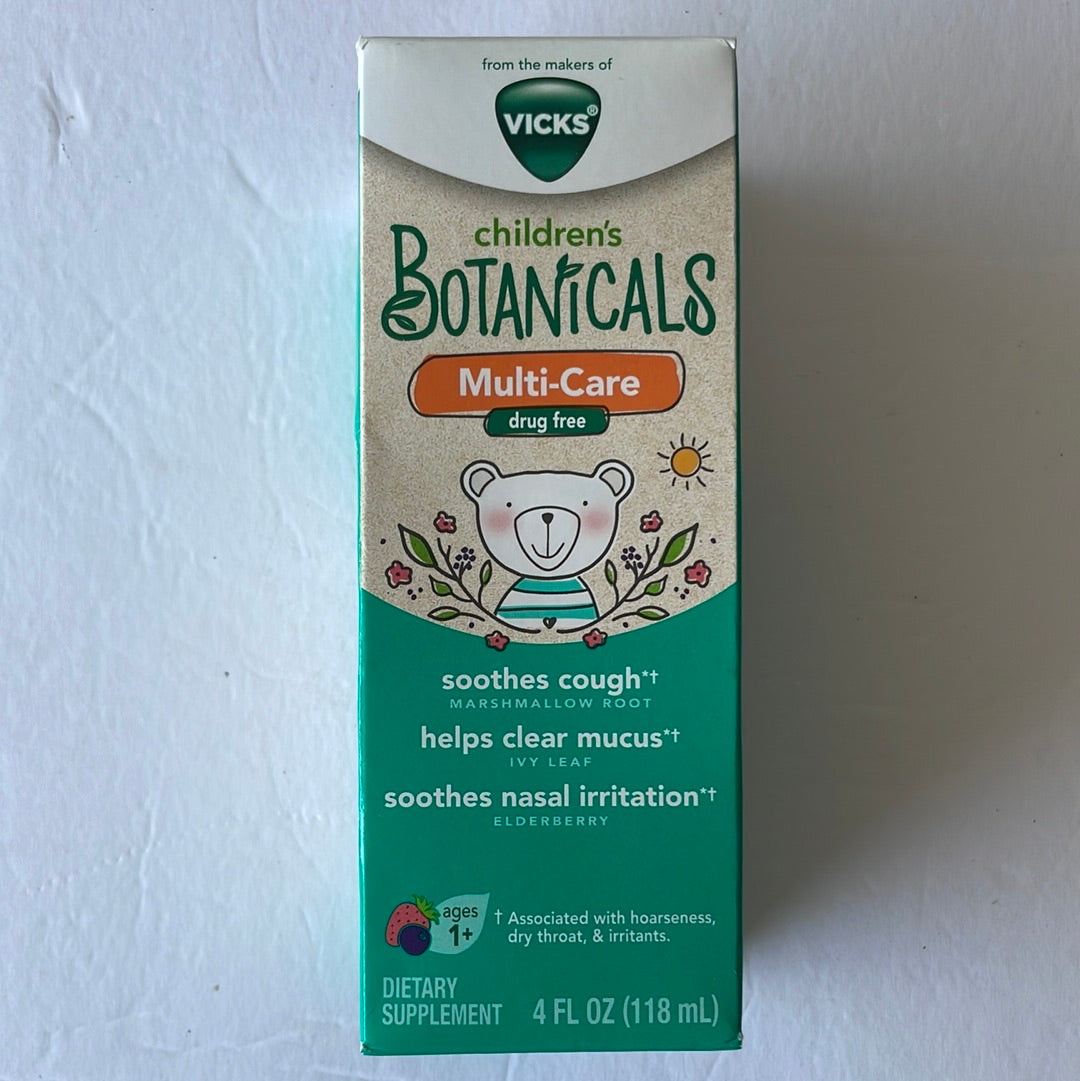 from the makers of
VICKS®
children's
BOTANICALS
Multi-Care
drug free
soothes cough*†
MARSHMALLOW ROOT
helps clear mucus*†
IVY LEAF
soothes nasal irritation*†
ELDERBERRY
ages
1+
† Associated with hoarseness,
dry throat, & irritants.
DIETARY
SUPPLEMENT
4 FL OZ (118 mL)